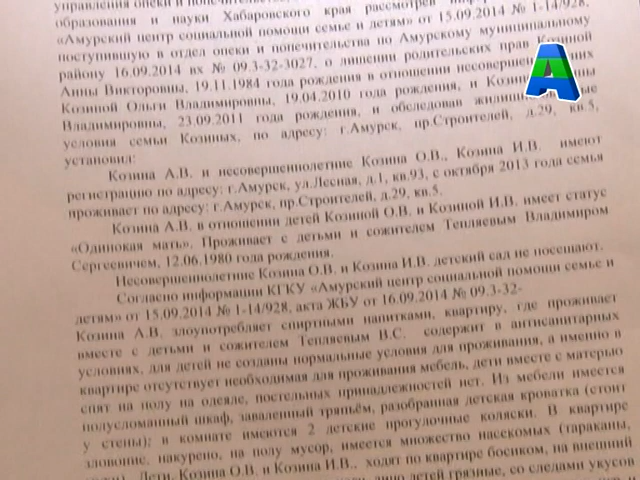 управления опеки и попечительства,
образования и науки Хабаровского края рассмотрев
«Амурский центр социальной помощи семье и детям» от 15.09.2014 № 1-14/928,
поступившую в отдел опеки и попечительства по Амурскому муниципальному
району 16.09.2014 вх № 09.3-32-3027, о лишении родительских прав Козиной
Анны Викторовны, 19.11.1984 года рождения в отношении
Козиной Ольги Владимировны, 19.04.2010 года рождения, и
Владимировны, 23.09.2011 года рождения, и обследовав
условия семьи Козиных, по адресу: г.Амурск, пр.Строителей, д.29, кв.5,
установил:
Козина А.В. и несовершеннолетние Козина О.В., Козина И.В. имеют
регистрацию по адресу: г.Амурск, ул.Лесная, д.1, кв.93, с октября 2013 года семья
проживает по адресу: г.Амурск, пр.Строителей, д.29, кв.5.
Козина А.В. в отношении детей Козиной О.В. и Козиной И.В. имеет статус
«Одинокая мать». Проживает с детьми и сожителем Тепляевым Владимиром
Сергеевичем, 12.06.1980 года рождения.
Несовершеннолетние Козина О.В. и Козина И.В. детский сад не посещают.
Согласно информации КГКУ «Амурский центр социальной помощи семье и
детям» от 15.09.2014 № 1-14/928, акта ЖБУ от 16.09.2014 № 09.3-32-
Козина А.В. злоупотребляет спиртными напитками, квартиру, где проживает
вместе с детьми и сожителем Тепляевым В.С. содержит в антисанитарных
условиях, для детей не созданы нормальные условия для проживания, а именно в
квартире отсутствует необходимая для проживания мебель, дети вместе с матерью
спят на полу на одеяле, постельных принадлежностей нет. Из мебели имеется
полусломанный шкаф, заваленный тряпьём, разобранная детская кроватка (стоит
у стены); в комнате имеются 2 детские прогулочные коляски. В квартире
зловоние, накурено, на полу мусор, имеется множество насекомых (тараканы,
Дети, Козина О.В. и Козина И.В., ходят по квартире босиком, на внешний
дети грязные, со следами укусов